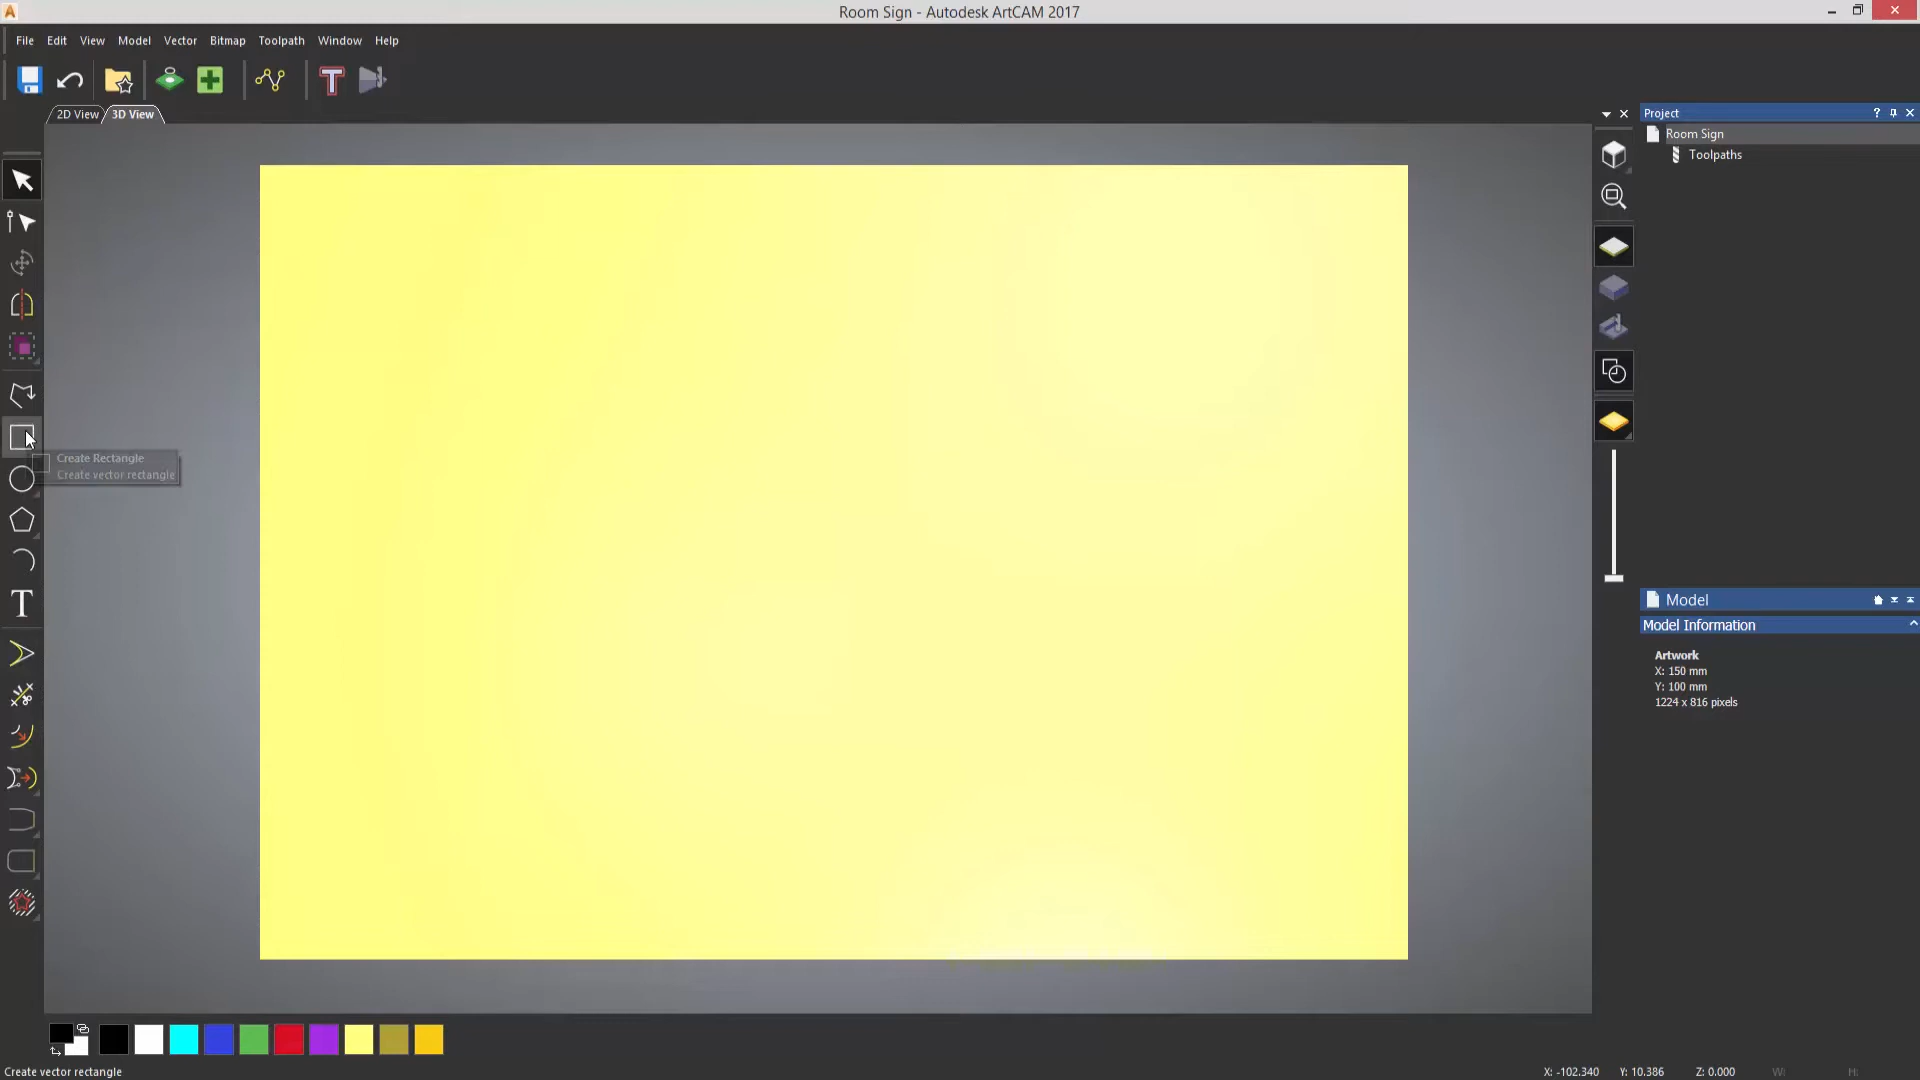 Room Sign - Autodesk ArtCAM 2017
File Edit View Model Vector Bitmap Toolpath Window Help
2D View 3D View
Project
Room Sign
Toolpaths
Create Rectangle
Create vector rectangle
Model
Model Information
Artwork
X: 150 mm
Y: 100 mm
1224 x 816 pixels
Create vector rectangle
X: -102.340 Y: 10.386 Z: 0.000 W: H: